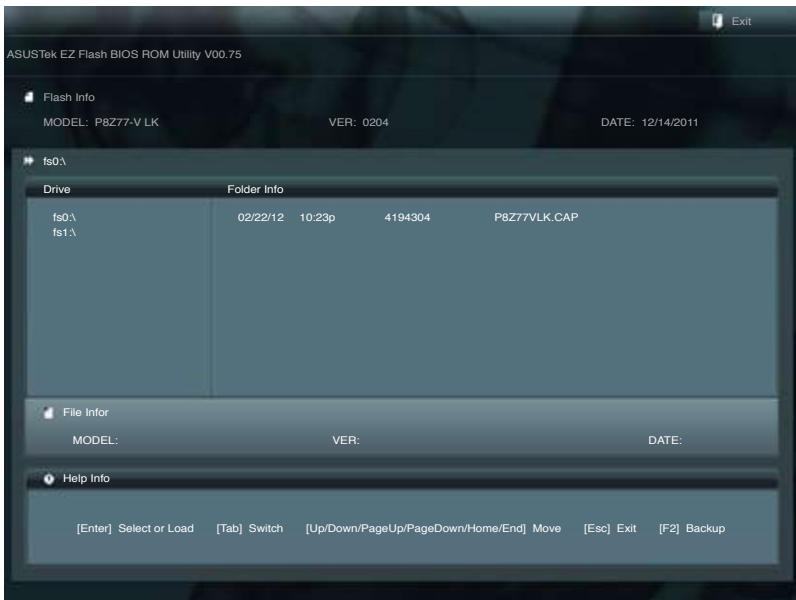 Exit
ASUSTek EZ Flash BIOS ROM Utility V00.75
Flash Info
MODEL: P8Z77-V LK VER: 0204 DATE: 12/14/2011
fs0:\
Drive Folder Info
fs0:\ 02/22/12 10:23p 4194304 P8Z77VLK.CAP
fs1:\
File Infor
MODEL: VER: DATE:
Help Info
[Enter] Select or Load [Tab] Switch [Up/Down/PageUp/PageDown/Home/End] Move [Esc] Exit [F2] Backup